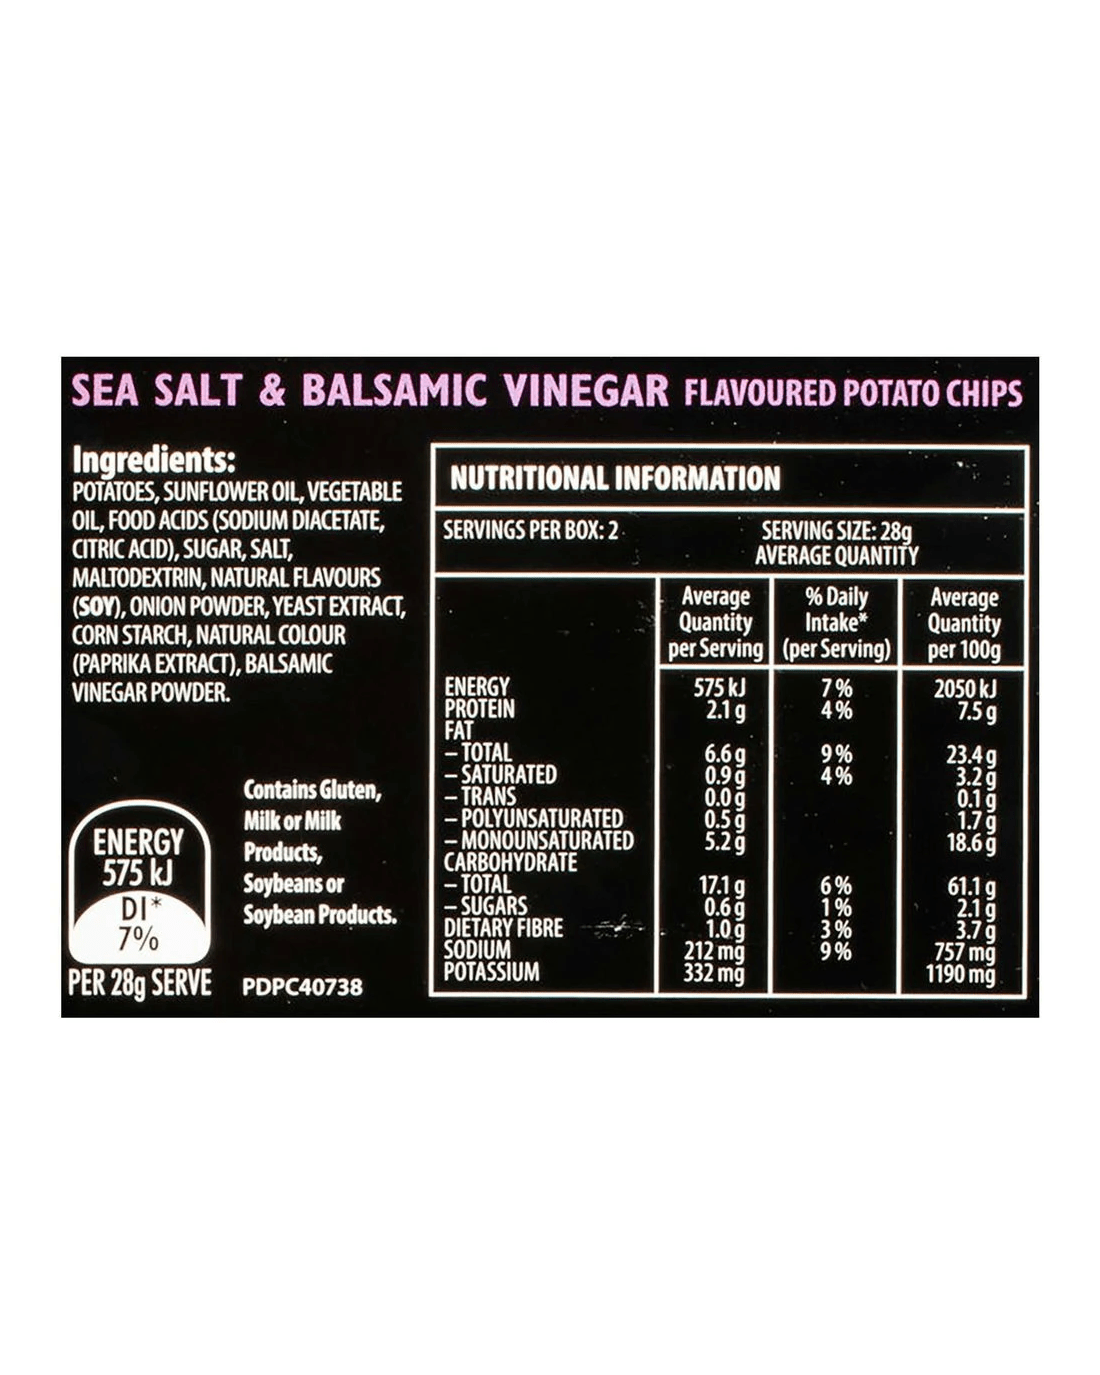 SEA SALT & BALSAMIC VINEGAR FLAVOURED POTATO CHIPS
Ingredients:
POTATOES, SUNFLOWER OIL, VEGETABLE
OIL, FOOD ACIDS (SODIUM DIACETATE,
CITRIC ACID), SUGAR, SALT,
MALTODEXTRIN, NATURAL FLAVOURS
(SOY), ONION POWDER, YEAST EXTRACT,
CORN STARCH, NATURAL COLOUR
(PAPRIKA EXTRACT), BALSAMIC
VINEGAR POWDER.
Contains Gluten,
Milk or Milk
Products,
Soybeans or
Soybean Products.
ENERGY
575 kJ
DI*
7%
PER 28g SERVE
PDPC40738
NUTRITIONAL INFORMATION
SERVINGS PER BOX: 2 SERVING SIZE: 28g
AVERAGE QUANTITY
Average % Daily Average
Quantity Intake* Quantity
per Serving (per Serving) per 100g
ENERGY 575 kJ 7% 2050 kJ
PROTEIN 2.1 g 4% 7.5 g
FAT
– TOTAL 6.6 g 9% 23.4 g
– SATURATED 0.9 g 4% 3.2 g
– TRANS 0.0 g 0.1 g
– POLYUNSATURATED 0.5 g 1.7 g
– MONOUNSATURATED 5.2 g 18.6 g
CARBOHYDRATE
– TOTAL 17.1 g 6% 61.1 g
– SUGARS 0.6 g 1% 2.1 g
DIETARY FIBRE 1.0 g 3% 3.7 g
SODIUM 212 mg 9% 757 mg
POTASSIUM 332 mg 1190 mg